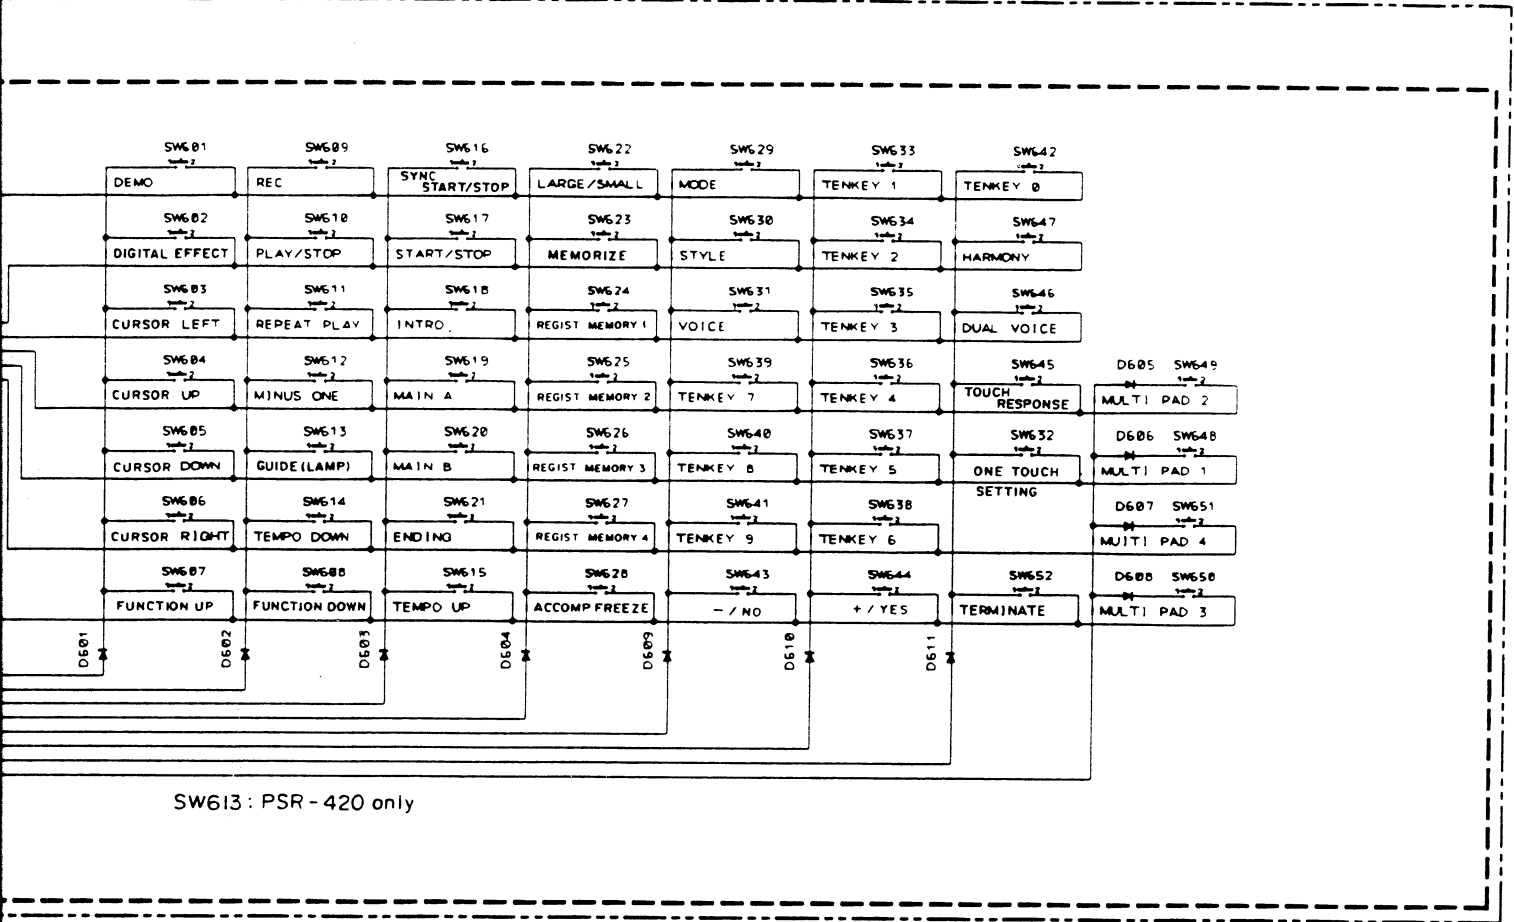 SW601 SW609 SW616 SW622 SW629 SW633 SW642
DEMO REC SYNC START/STOP LARGE/SMALL MODE TENKEY 1 TENKEY 0
SW602 SW610 SW617 SW623 SW630 SW634 SW647
DIGITAL EFFECT PLAY/STOP START/STOP MEMORIZE STYLE TENKEY 2 HARMONY
SW603 SW611 SW618 SW624 SW631 SW635 SW646
CURSOR LEFT REPEAT PLAY INTRO. REGIST MEMORY 1 VOICE TENKEY 3 DUAL VOICE
SW604 SW612 SW619 SW625 SW639 SW636 SW645 D605 SW649
CURSOR UP MINUS ONE MAIN A REGIST MEMORY 2 TENKEY 7 TENKEY 4 TOUCH RESPONSE MULTI PAD 2
SW605 SW613 SW620 SW626 SW640 SW637 SW632 D606 SW648
CURSOR DOWN GUIDE(LAMP) MAIN B REGIST MEMORY 3 TENKEY 8 TENKEY 5 ONE TOUCH MULTI PAD 1
SETTING
SW606 SW614 SW621 SW627 SW641 SW638 D607 SW651
CURSOR RIGHT TEMPO DOWN ENDING REGIST MEMORY 4 TENKEY 9 TENKEY 6 MUITI PAD 4
SW607 SW608 SW615 SW628 SW643 SW644 SW652 D608 SW650
FUNCTION UP FUNCTION DOWN TEMPO UP ACCOMP FREEZE -/NO +/YES TERMINATE MULTI PAD 3
D601 D602 D603 D604 D609 D610 D611
SW613: PSR-420 only